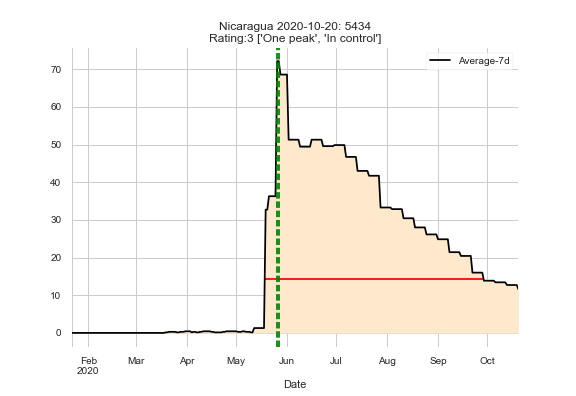 Nicaragua 2020-10-20: 5434
Rating:3 ['One peak', 'In control']
Average-7d
70
60
50
40
30
20
10
0
Feb Mar Apr May Jun Jul Aug Sep Oct
2020
Date